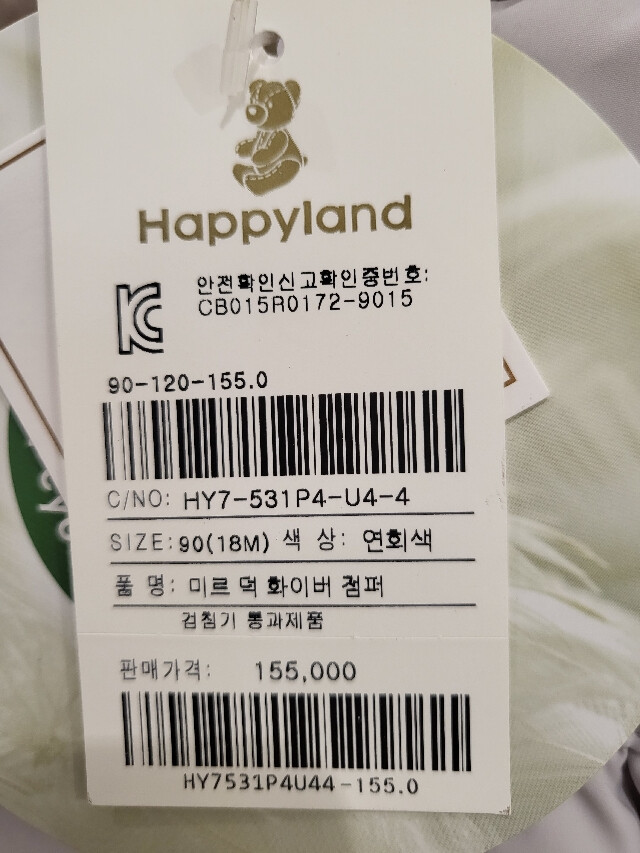 Happyland
안전확인신고확인증번호:
CB015R0172-9015
90-120-155.0
C/NO: HY7-531P4-U4-4
SIZE: 90(18M) 색 상: 연회색
품 명: 미르 덕 화이버 점퍼
검침기 통과제품
판매가격: 155,000
HY7531P4U44-155.0